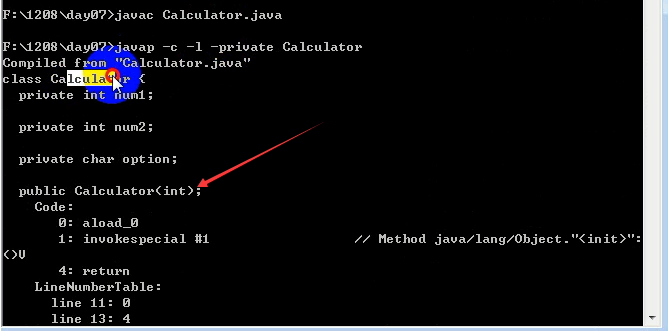 F:\1208\day07>javac Calculator.java
F:\1208\day07>javap -c -l -private Calculator
Compiled from "Calculator.java"
class Calculator {
private int num1;
private int num2;
private char option;
public Calculator(int);
Code:
0: aload_0
1: invokespecial #1 // Method java/lang/Object."<init>":
()V
4: return
LineNumberTable:
line 11: 0
line 13: 4